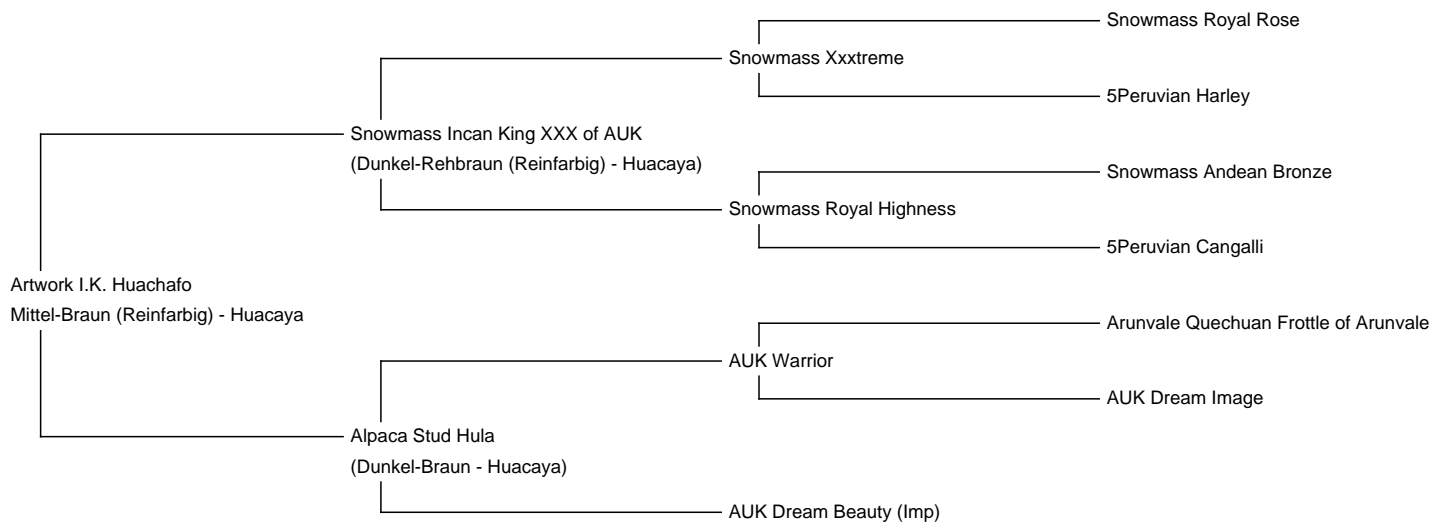 Snowmass Royal Rose
Snowmass Xxxtreme
5Peruvian Harley
Snowmass Incan King XXX of AUK
(Dunkel-Rehbraun (Reinfarbig) - Huacaya)
Snowmass Andean Bronze
Snowmass Royal Highness
5Peruvian Cangalli
Artwork I.K. Huachafo
Mittel-Braun (Reinfarbig) - Huacaya
Arunvale Quechuan Frottle of Arunvale
AUK Warrior
AUK Dream Image
Alpaca Stud Hula
(Dunkel-Braun - Huacaya)
AUK Dream Beauty (Imp)